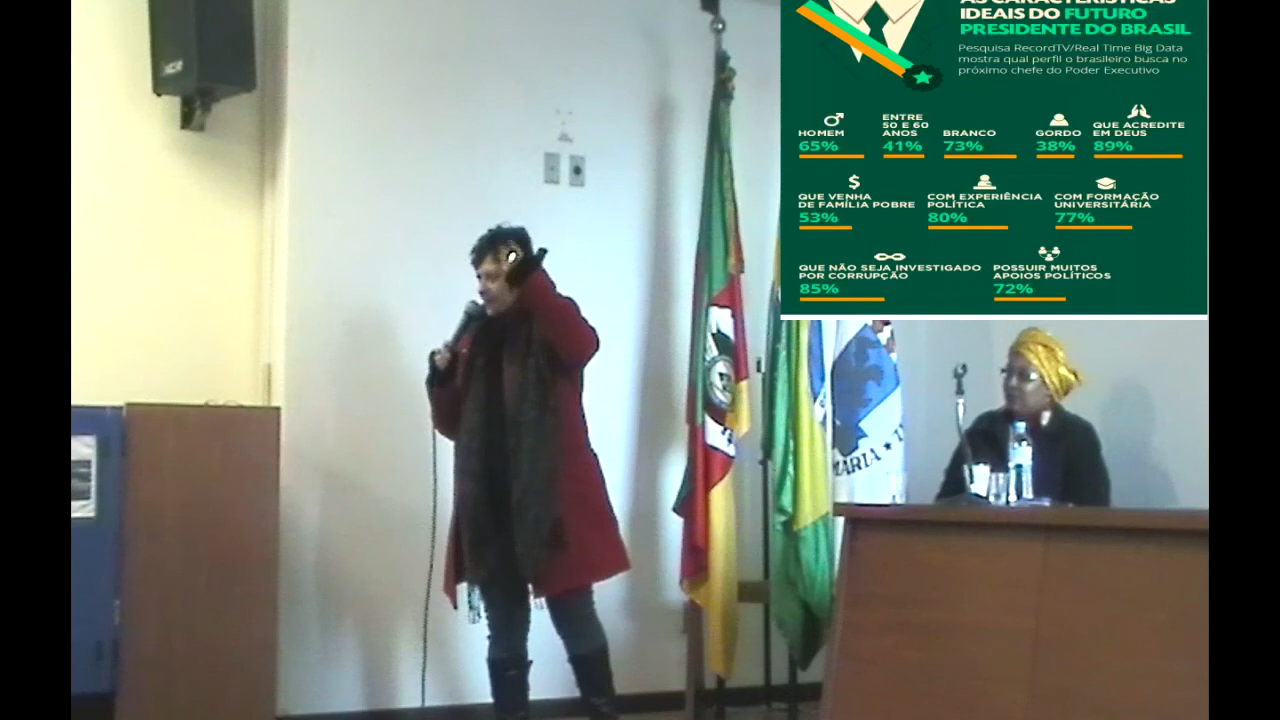 AS CARACTERÍSTICAS
IDEAIS DO FUTURO
PRESIDENTE DO BRASIL
Pesquisa RecordTV/Real Time Big Data
mostra qual perfil o brasileiro busca no
próximo chefe do Poder Executivo
HOMEM
65%
ENTRE
50 E 60
ANOS
41%
BRANCO
73%
GORDO
38%
QUE ACREDITE
EM DEUS
89%
$
QUE VENHA
DE FAMÍLIA POBRE
53%
COM EXPERIÊNCIA
POLÍTICA
80%
COM FORMAÇÃO
UNIVERSITÁRIA
77%
QUE NÃO SEJA INVESTIGADO
POR CORRUPÇÃO
85%
POSSUIR MUITOS
APOIOS POLÍTICOS
72%
MARIA ★